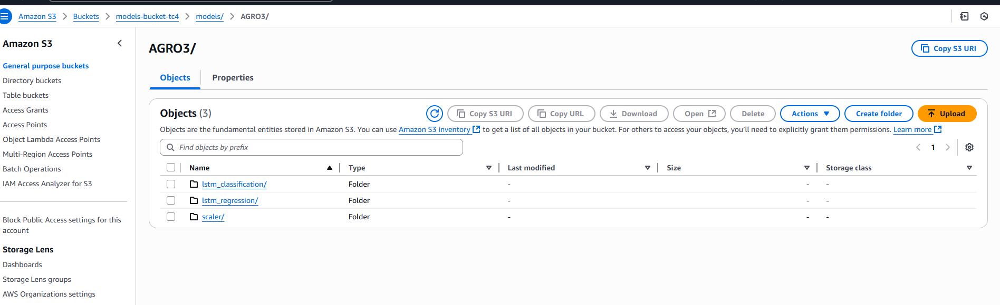 Amazon S3 > Buckets > models-bucket-tc4 > models/ > AGRO3/
Amazon S3
General purpose buckets
Directory buckets
Table buckets
Access Grants
Access Points
Object Lambda Access Points
Multi-Region Access Points
Batch Operations
IAM Access Analyzer for S3
Block Public Access settings for this
account
Storage Lens
Dashboards
Storage Lens groups
AWS Organizations settings
AGRO3/
Copy S3 URI
Objects Properties
Objects (3)
Copy S3 URI Copy URL Download Open Delete Actions Create folder Upload
Objects are the fundamental entities stored in Amazon S3. You can use Amazon S3 inventory to get a list of all objects in your bucket. For others to access your objects, you’ll need to explicitly grant them permissions. Learn more
Find objects by prefix
1
Name Type Last modified Size Storage class
lstm_classification/ Folder - - -
lstm_regression/ Folder - - -
scaler/ Folder - - -